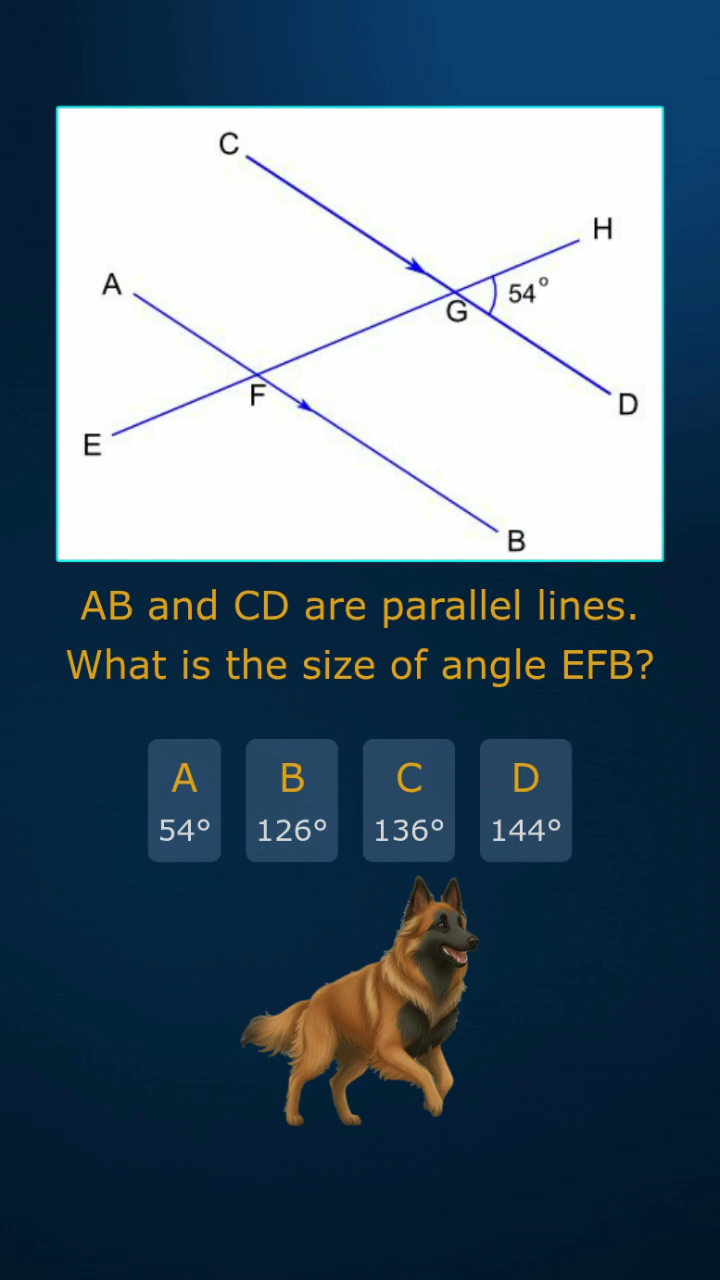 C
H
A
54°
G
F
D
E
B
AB and CD are parallel lines.
What is the size of angle EFB?
A B C D
54° 126° 136° 144°